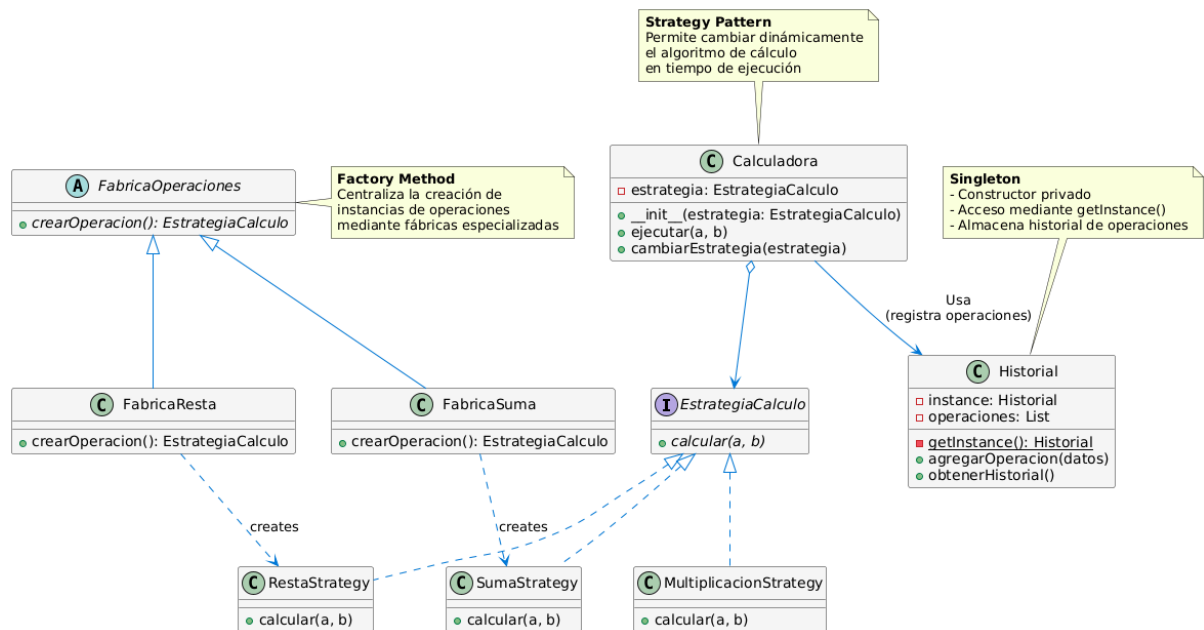 Strategy Pattern
Permite cambiar dinámicamente
el algoritmo de cálculo
en tiempo de ejecución
A FabricaOperaciones
crearOperacion(): EstrategiaCalculo
Factory Method
Centraliza la creación de
instancias de operaciones
mediante fábricas especializadas
C Calculadora
estrategia: EstrategiaCalculo
__init__(estrategia: EstrategiaCalculo)
ejecutar(a, b)
cambiarEstrategia(estrategia)
Singleton
- Constructor privado
- Acceso mediante getInstance()
- Almacena historial de operaciones
Usa
(registra operaciones)
C FabricaResta
crearOperacion(): EstrategiaCalculo
C FabricaSuma
crearOperacion(): EstrategiaCalculo
I EstrategiaCalculo
calcular(a, b)
C Historial
instance: Historial
operaciones: List
getInstance(): Historial
agregarOperacion(datos)
obtenerHistorial()
creates
creates
C RestaStrategy
calcular(a, b)
C SumaStrategy
calcular(a, b)
C MultiplicacionStrategy
calcular(a, b)